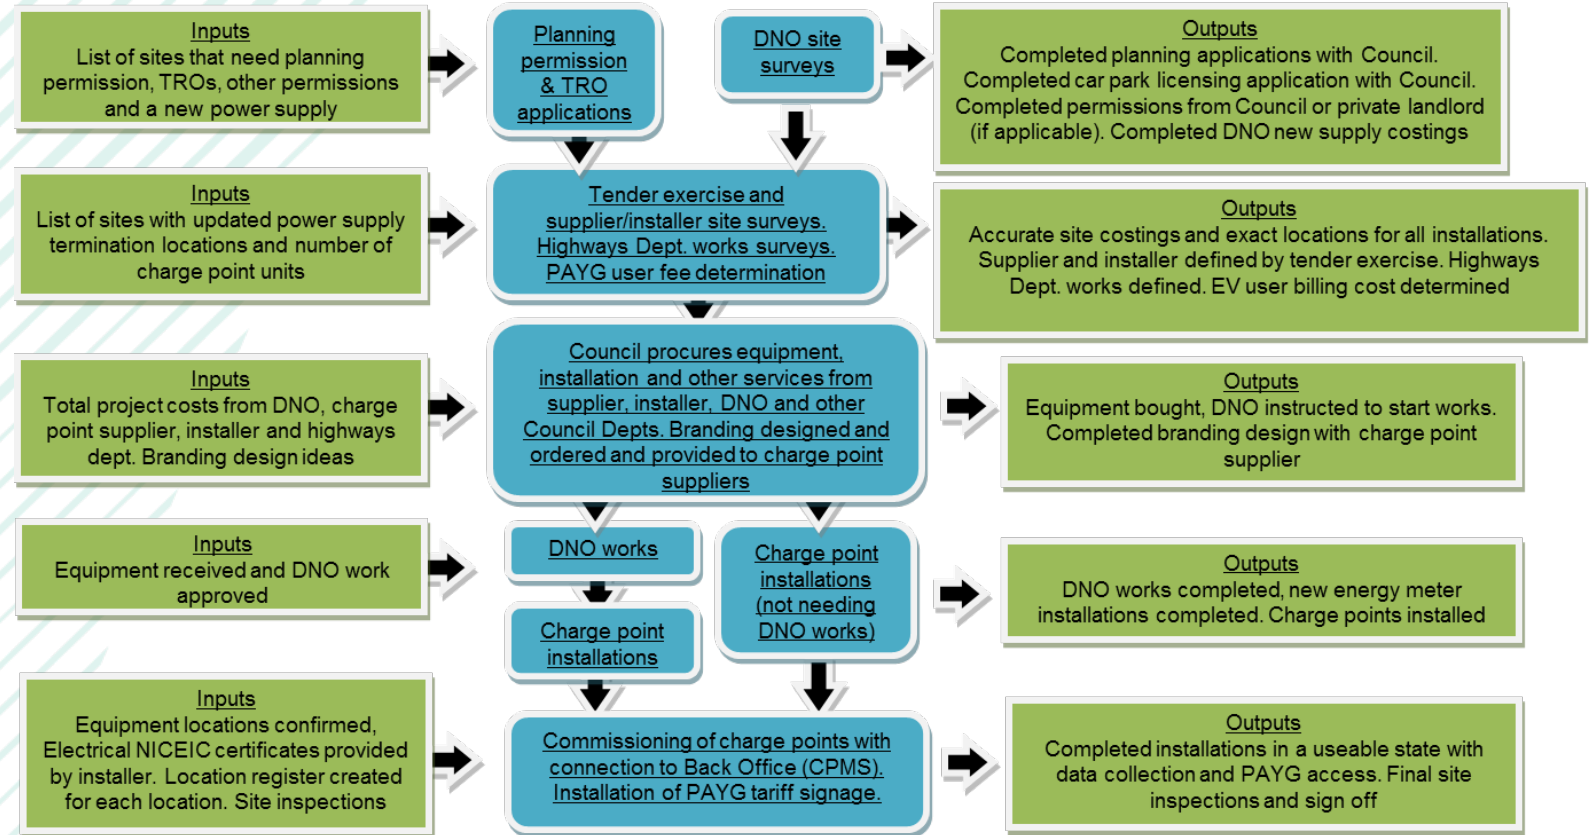 Inputs
List of sites that need planning
permission, TROs, other permissions
and a new power supply
Planning
permission
& TRO
applications
DNO site
surveys
Outputs
Completed planning applications with Council.
Completed car park licensing application with Council.
Completed permissions from Council or private landlord
(if applicable). Completed DNO new supply costings
Inputs
List of sites with updated power supply
termination locations and number of
charge point units
Tender exercise and
supplier/installer site surveys.
Highways Dept. works surveys.
PAYG user fee determination
Outputs
Accurate site costings and exact locations for all installations.
Supplier and installer defined by tender exercise. Highways
Dept. works defined. EV user billing cost determined
Inputs
Total project costs from DNO, charge
point supplier, installer and highways
dept. Branding design ideas
Council procures equipment,
installation and other services from
supplier, installer, DNO and other
Council Depts. Branding designed and
ordered and provided to charge point
suppliers
Outputs
Equipment bought, DNO instructed to start works.
Completed branding design with charge point
supplier
Inputs
Equipment received and DNO work
approved
DNO works
Charge point
installations
Charge point
installations
(not needing
DNO works)
Outputs
DNO works completed, new energy meter
installations completed. Charge points installed
Inputs
Equipment locations confirmed,
Electrical NICEIC certificates provided
by installer. Location register created
for each location. Site inspections
Commissioning of charge points with
connection to Back Office (CPMS).
Installation of PAYG tariff signage.
Outputs
Completed installations in a useable state with
data collection and PAYG access. Final site
inspections and sign off